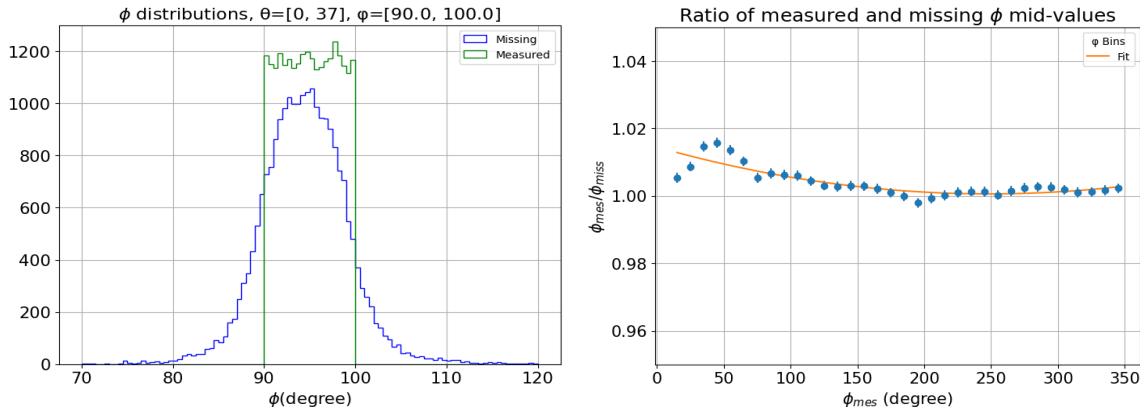 ϕ distributions, θ=[0, 37], φ=[90.0, 100.0]
Missing
Measured
1200
1000
800
600
400
200
0
70
80
90
100
110
120
ϕ(degree)
Ratio of measured and missing ϕ mid-values
φ Bins
Fit
1.04
1.02
1.00
0.98
0.96
ϕmes/ϕmiss
0
50
100
150
200
250
300
350
ϕmes (degree)